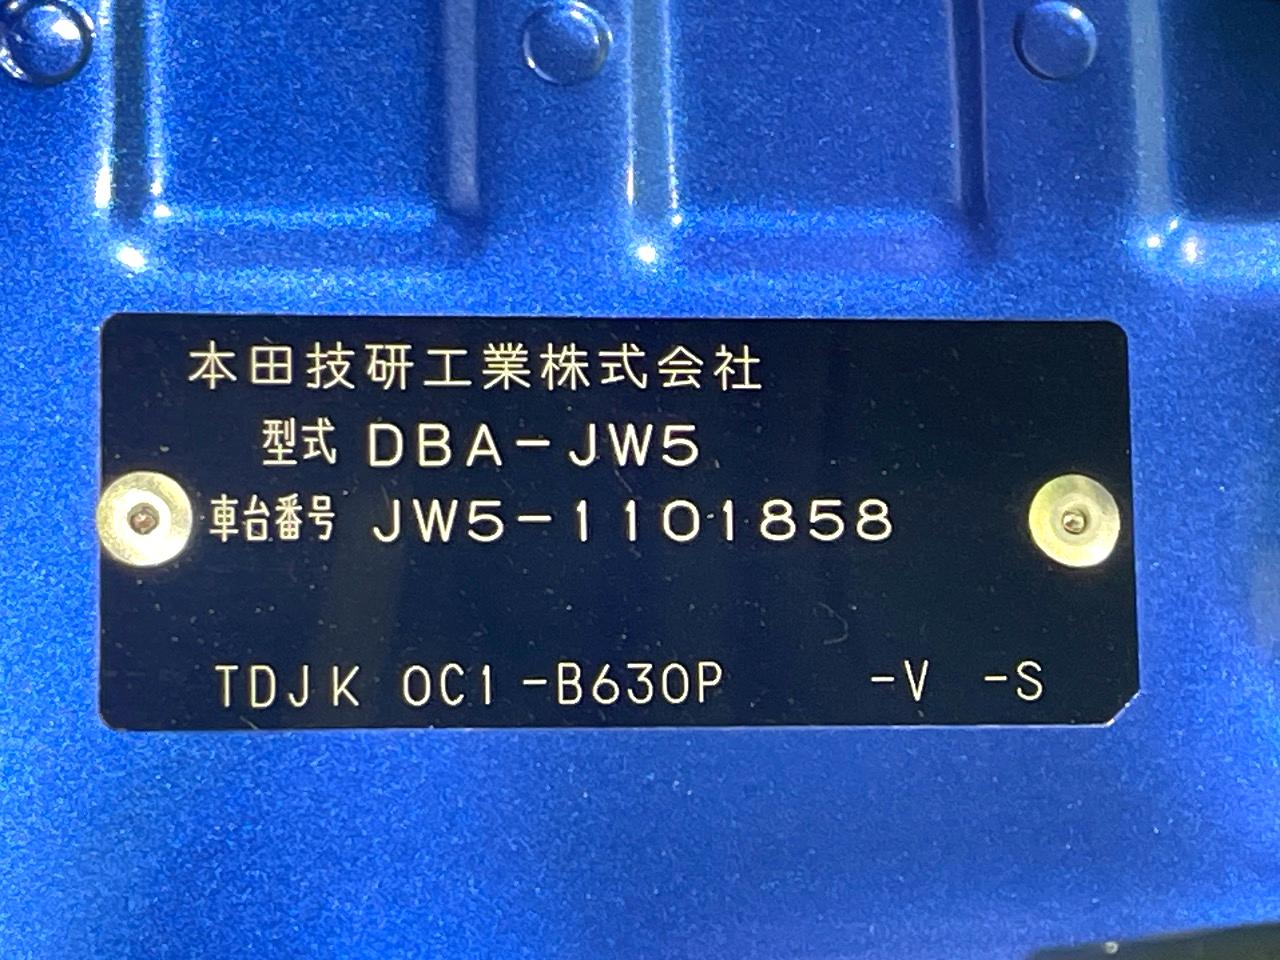 本田技研工業株式会社
型式 DBA-JW5
車台番号 JW5-1101858
TDJK 0C1 -B630P -V -S